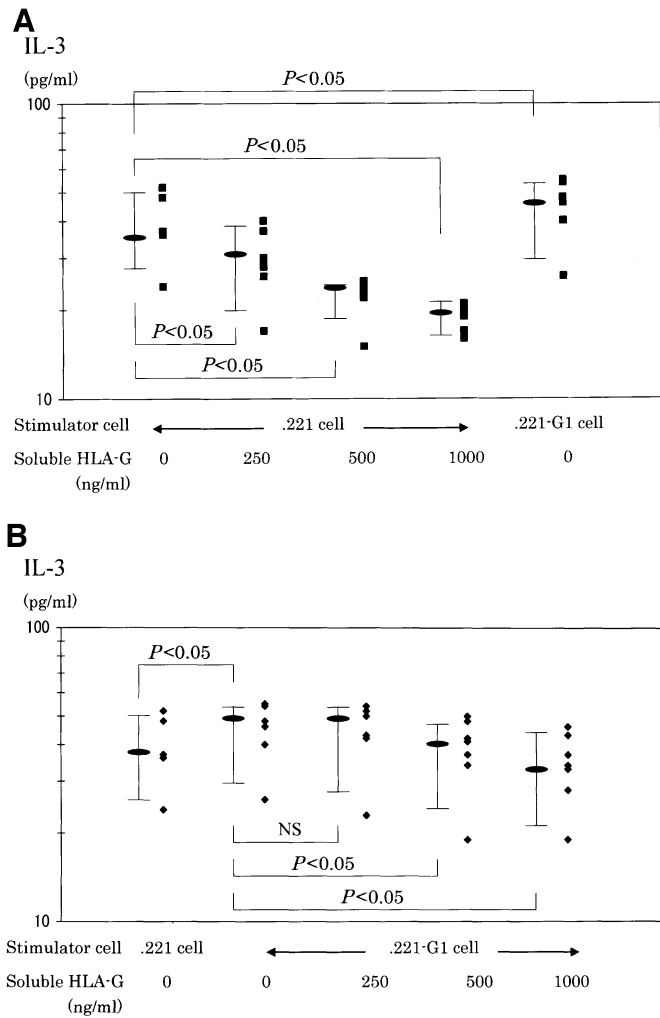 A
IL-3
(pg/ml)
P<0.05
100
P<0.05
P<0.05
P<0.05
10
Stimulator cell .221 cell .221-G1 cell
Soluble HLA-G 0 250 500 1000 0
(ng/ml)
B
IL-3
(pg/ml)
100
P<0.05
NS
P<0.05
P<0.05
10
Stimulator cell .221 cell .221-G1 cell
Soluble HLA-G 0 0 250 500 1000
(ng/ml)